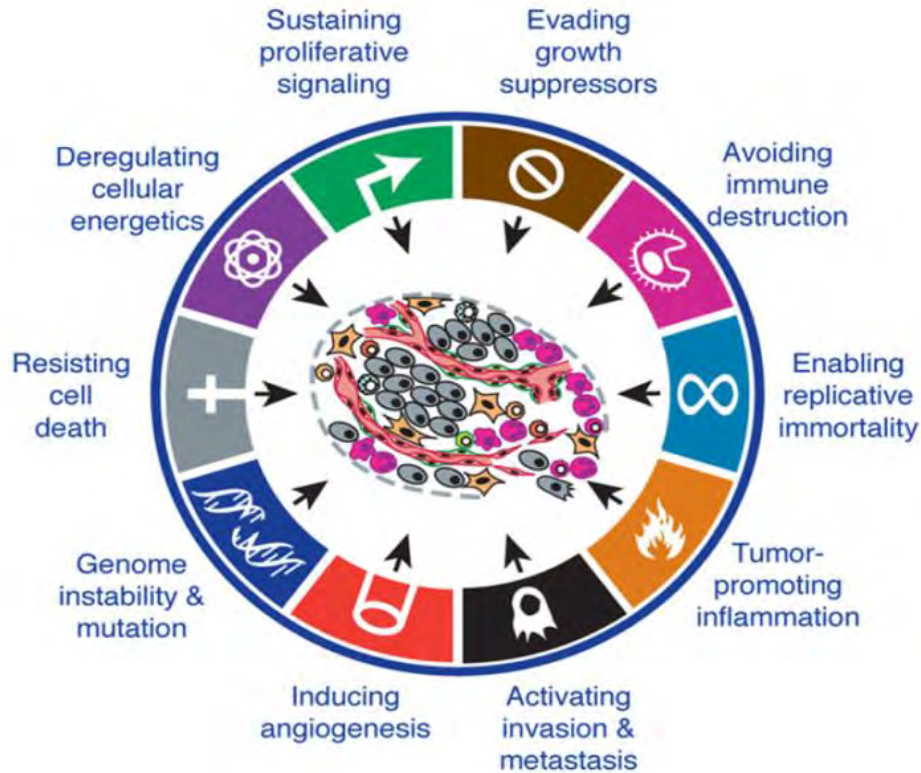 Sustaining
proliferative
signaling
Evading
growth
suppressors
Avoiding
immune
destruction
Enabling
replicative
immortality
Tumor-
promoting
inflammation
Activating
invasion &
metastasis
Inducing
angiogenesis
Genome
instability &
mutation
Resisting
cell
death
Deregulating
cellular
energetics